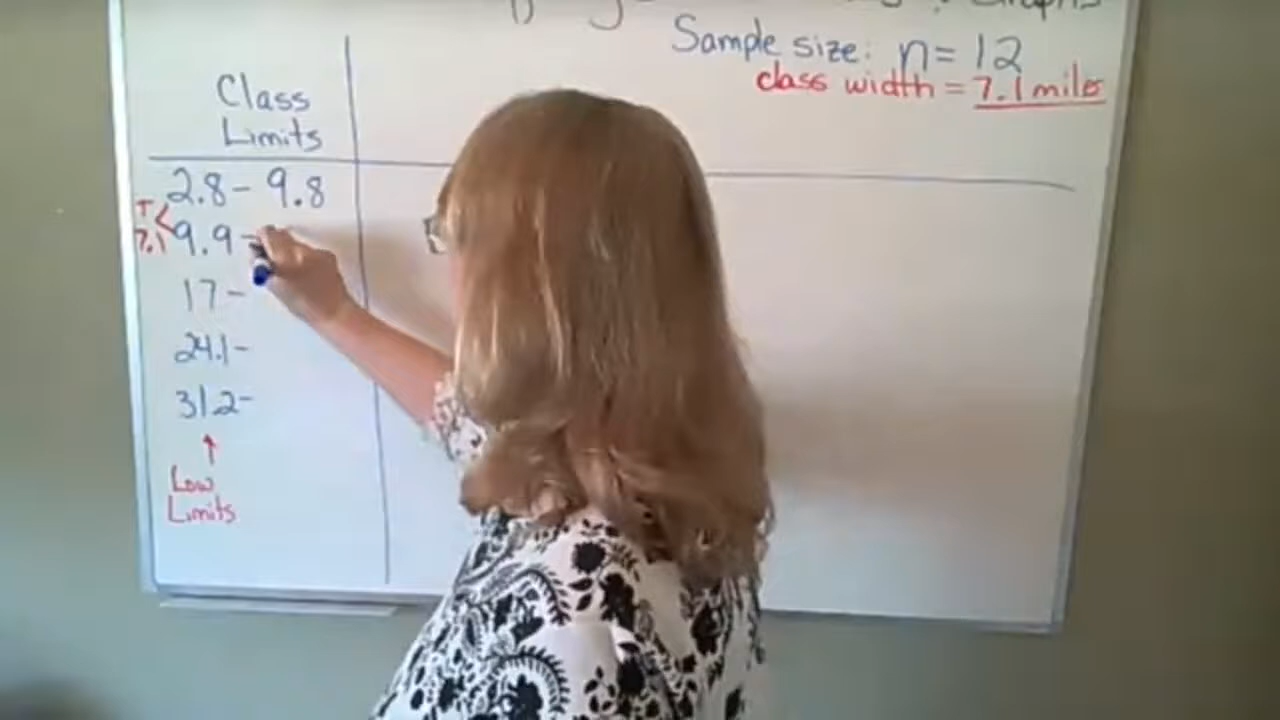 Graphs
Sample size: n = 12
class width = 7.1 miles
Class
Limits
2.8 - 9.8
+
7.1
9.9 -
17 -
24.1 -
31.2 -
Low
Limits